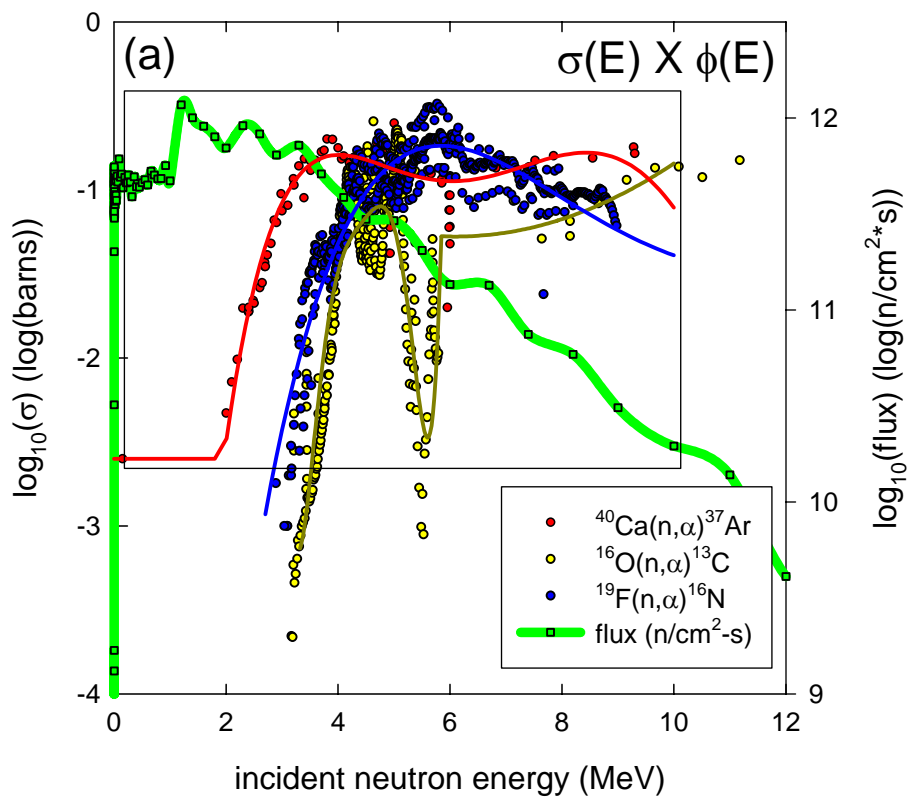 (a)
σ(E) X ϕ(E)
log₁₀(σ) (log(barns))
0
-1
-2
-3
-4
log₁₀(flux) (log(n/cm²*s))
12
11
10
9
⁴⁰Ca(n,α)³⁷Ar
¹⁶O(n,α)¹³C
¹⁹F(n,α)¹⁶N
flux (n/cm²-s)
0 2 4 6 8 10 12
incident neutron energy (MeV)